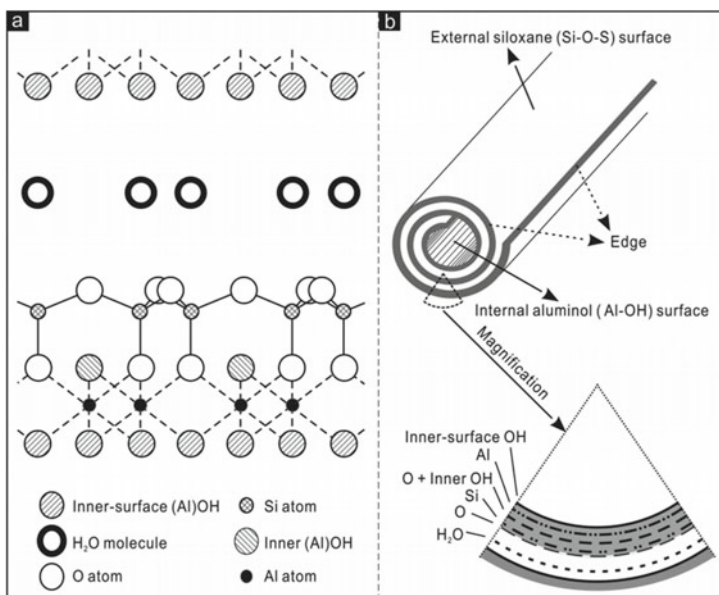 a
Inner-surface (Al)OH
Si atom
H₂O molecule
Inner (Al)OH
O atom
Al atom
b
External siloxane (Si-O-S) surface
Edge
Internal aluminol (Al-OH) surface
Magnification
Inner-surface OH
Al
O + Inner OH
Si
O
H₂O